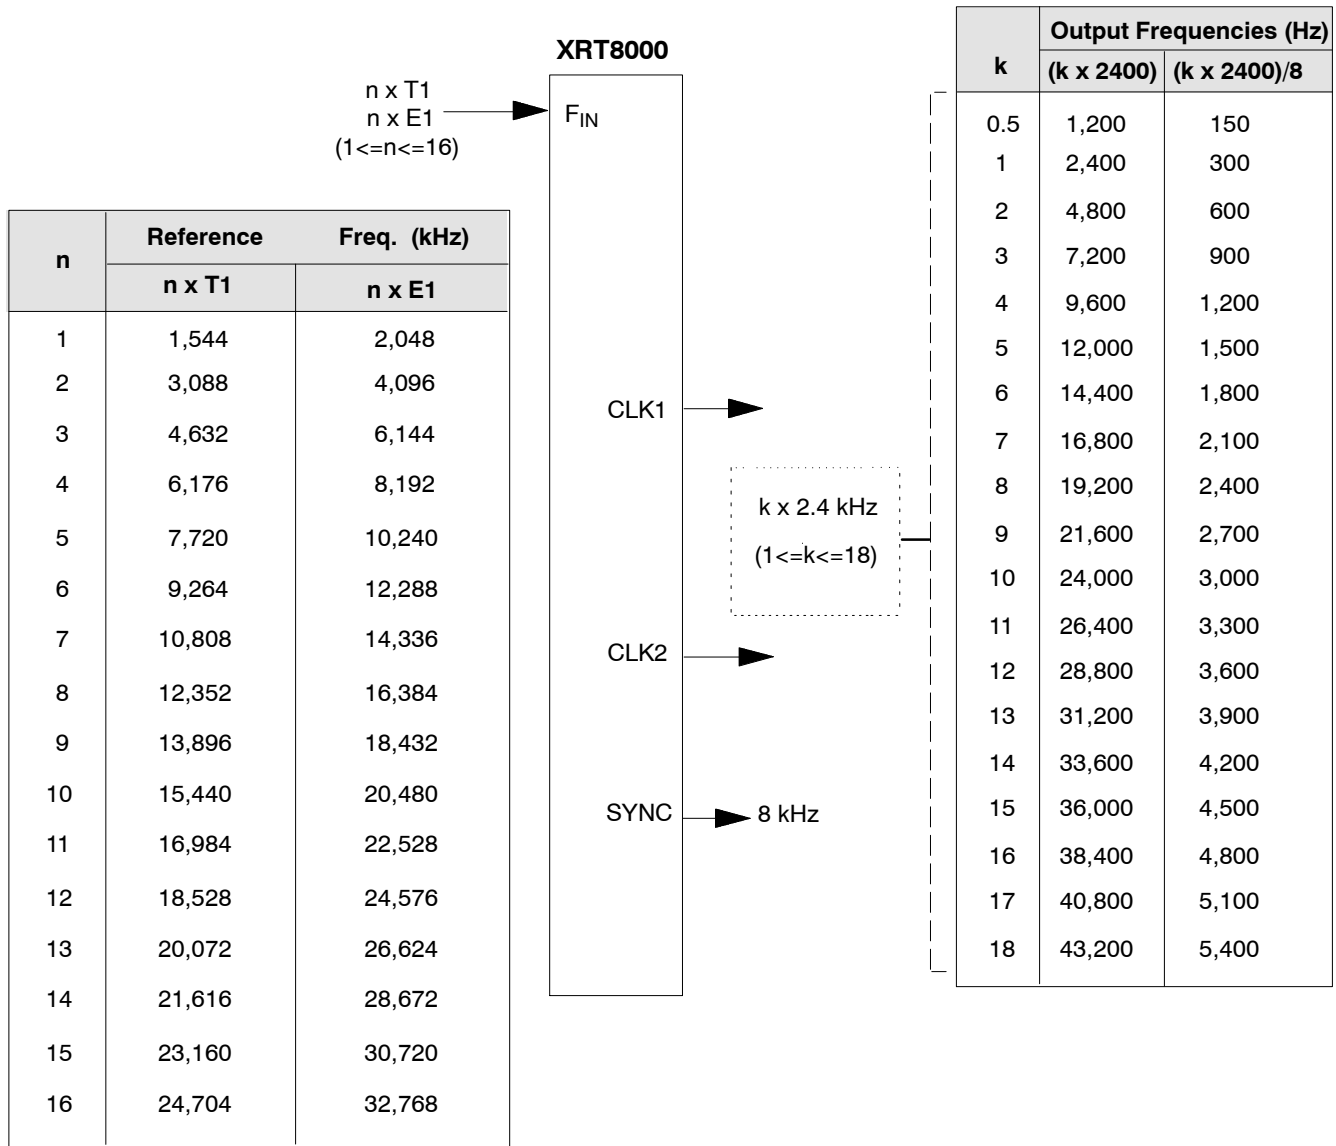 XRT8000
n x T1
n x E1
(1<=n<=16)
FIN
n Reference Freq. (kHz)
n x T1 n x E1
1 1,544 2,048
2 3,088 4,096
3 4,632 6,144
4 6,176 8,192
5 7,720 10,240
6 9,264 12,288
7 10,808 14,336
8 12,352 16,384
9 13,896 18,432
10 15,440 20,480
11 16,984 22,528
12 18,528 24,576
13 20,072 26,624
14 21,616 28,672
15 23,160 30,720
16 24,704 32,768
CLK1
k x 2.4 kHz
(1<=k<=18)
CLK2
SYNC 8 kHz
k Output Frequencies (Hz)
(k x 2400) (k x 2400)/8
0.5 1,200 150
1 2,400 300
2 4,800 600
3 7,200 900
4 9,600 1,200
5 12,000 1,500
6 14,400 1,800
7 16,800 2,100
8 19,200 2,400
9 21,600 2,700
10 24,000 3,000
11 26,400 3,300
12 28,800 3,600
13 31,200 3,900
14 33,600 4,200
15 36,000 4,500
16 38,400 4,800
17 40,800 5,100
18 43,200 5,400